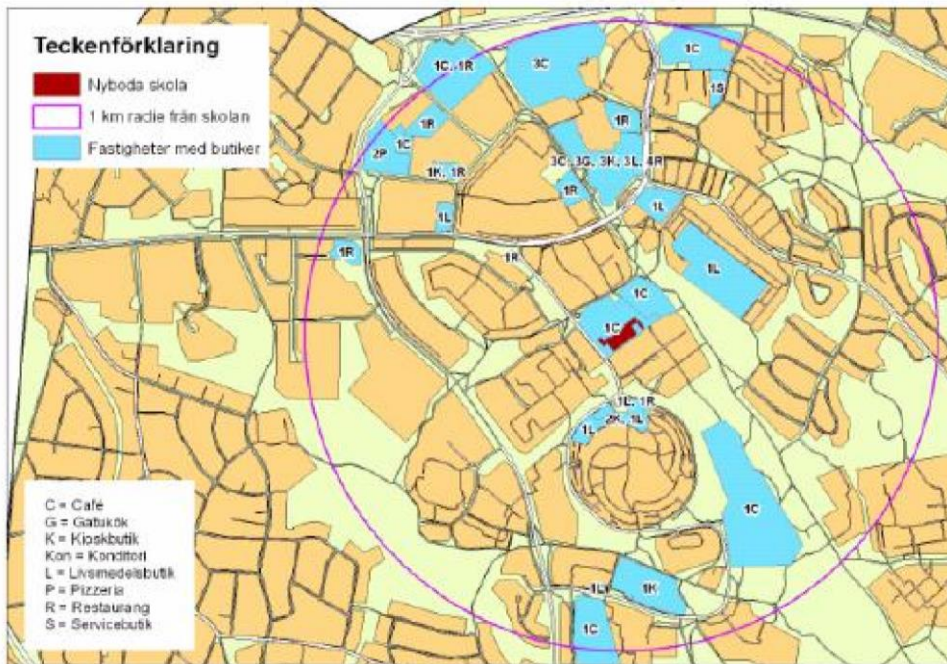 Teckenförklaring
Nyboda skola
1 km radie från skolan
Fastigheter med butiker
1C, 1R
3C
1C
1S
1R
1C
2P
1R
1K, 1R
3C, 3G, 3K, 3L, 4R
1R
1L
1L
1R
1R
1L
1C
1L, 1R
2K, 1L
1L
1C
1L
1K
1C
C = Café
G = Gatukök
K = Kioskbutik
Kon = Konditori
L = Livsmedelsbutik
P = Pizzeria
R = Restaurang
S = Servicebutik